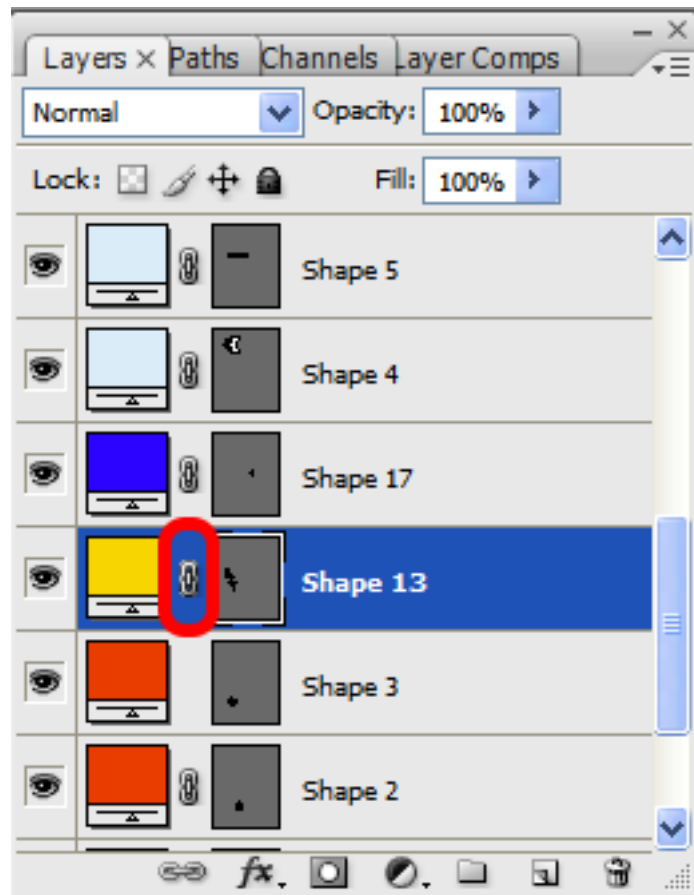 Layers × Paths Channels Layer Comps
Normal Opacity: 100%
Lock: Fill: 100%
Shape 5
Shape 4
Shape 17
Shape 13
Shape 3
Shape 2
fx.